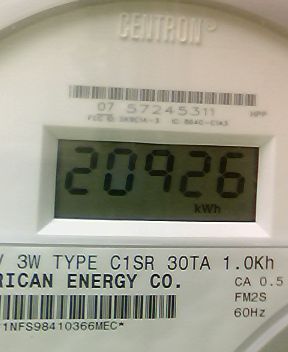 CENTRON®
07 57245311 HPP
20926
kWh
V 3W TYPE C1SR 30TA 1.0Kh
RICAN ENERGY CO. CA 0.5
FM2S
60Hz
1NFS98410366MEC*